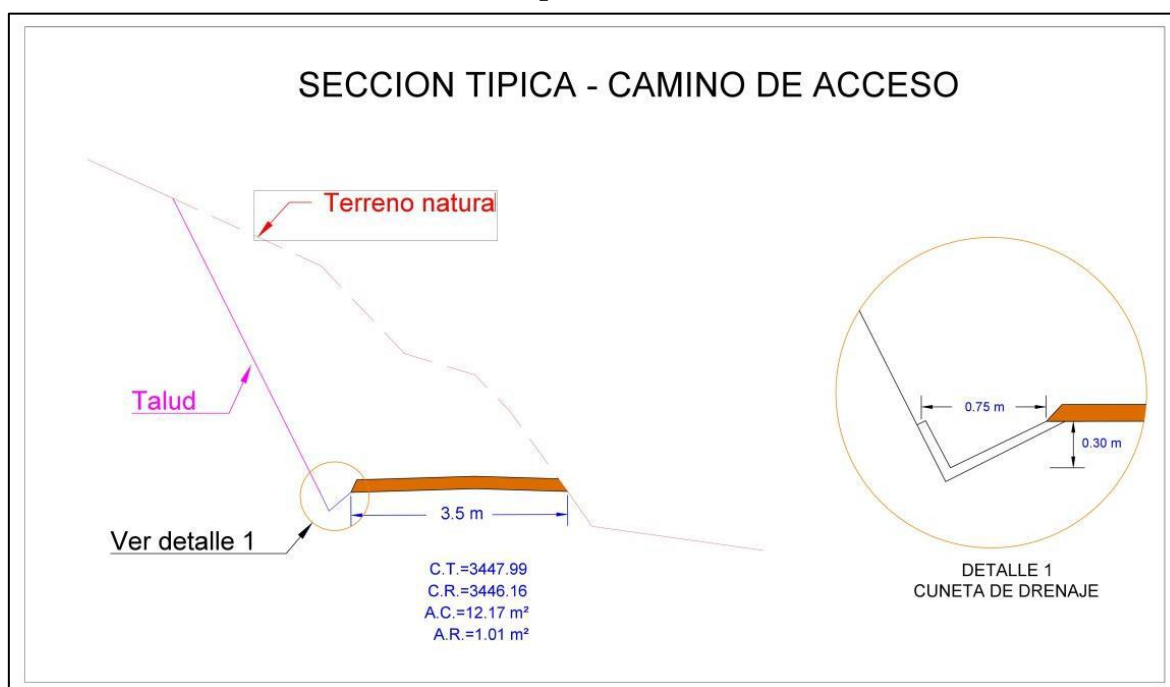 SECCION TIPICA - CAMINO DE ACCESO
Terreno natura
Talud
Ver detalle 1
3.5 m
C.T.=3447.99
C.R.=3446.16
A.C.=12.17 m²
A.R.=1.01 m²
0.75 m
0.30 m
DETALLE 1
CUNETA DE DRENAJE